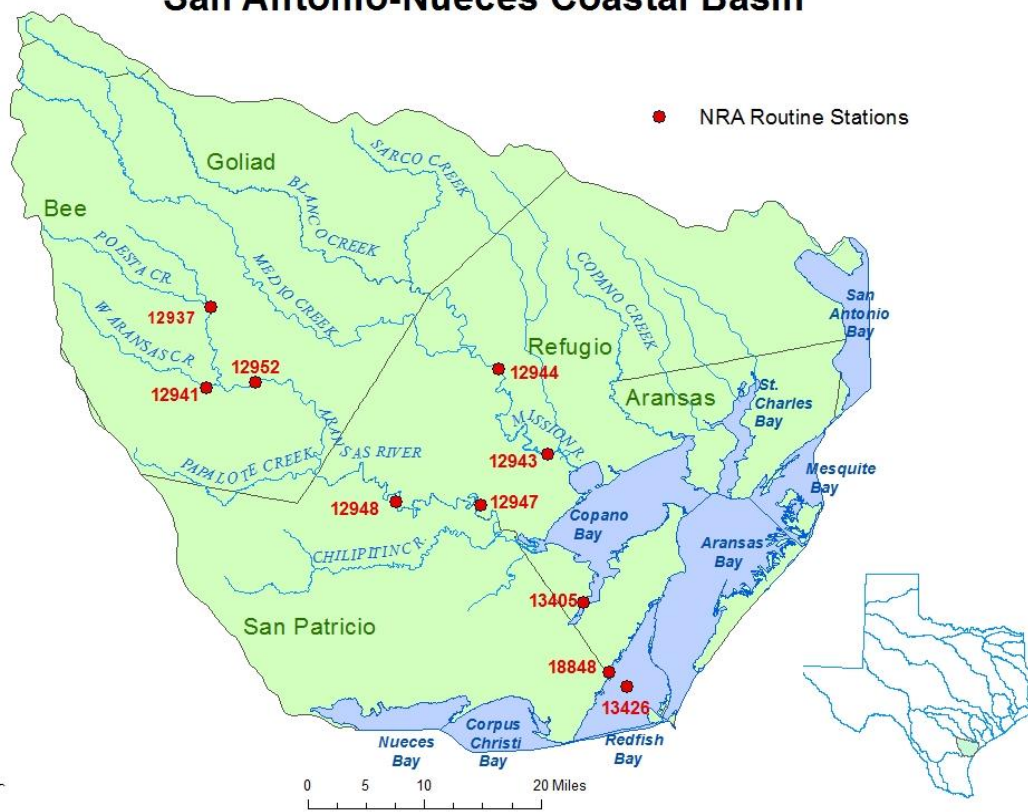 San Antonio-Nueces Coastal Basin
NRA Routine Stations
Goliad
SARCO CREEK
Bee
BLANCO CREEK
POESTA CR.
MEDIO CREEK
COPANO CREEK
San
Antonio
Bay
W ARANSAS CR.
12937
Refugio
12952
12944
12941
Aransas
St.
Charles
Bay
ARANSAS RIVER
MISSION R.
PAPALOTE CREEK
12943
Mesquite
Bay
12948
12947
Copano
Bay
Aransas
Bay
CHILIPITIN CR.
13405
San Patricio
18848
13426
Nueces
Bay
Corpus
Christi
Bay
Redfish
Bay
0 5 10 20 Miles